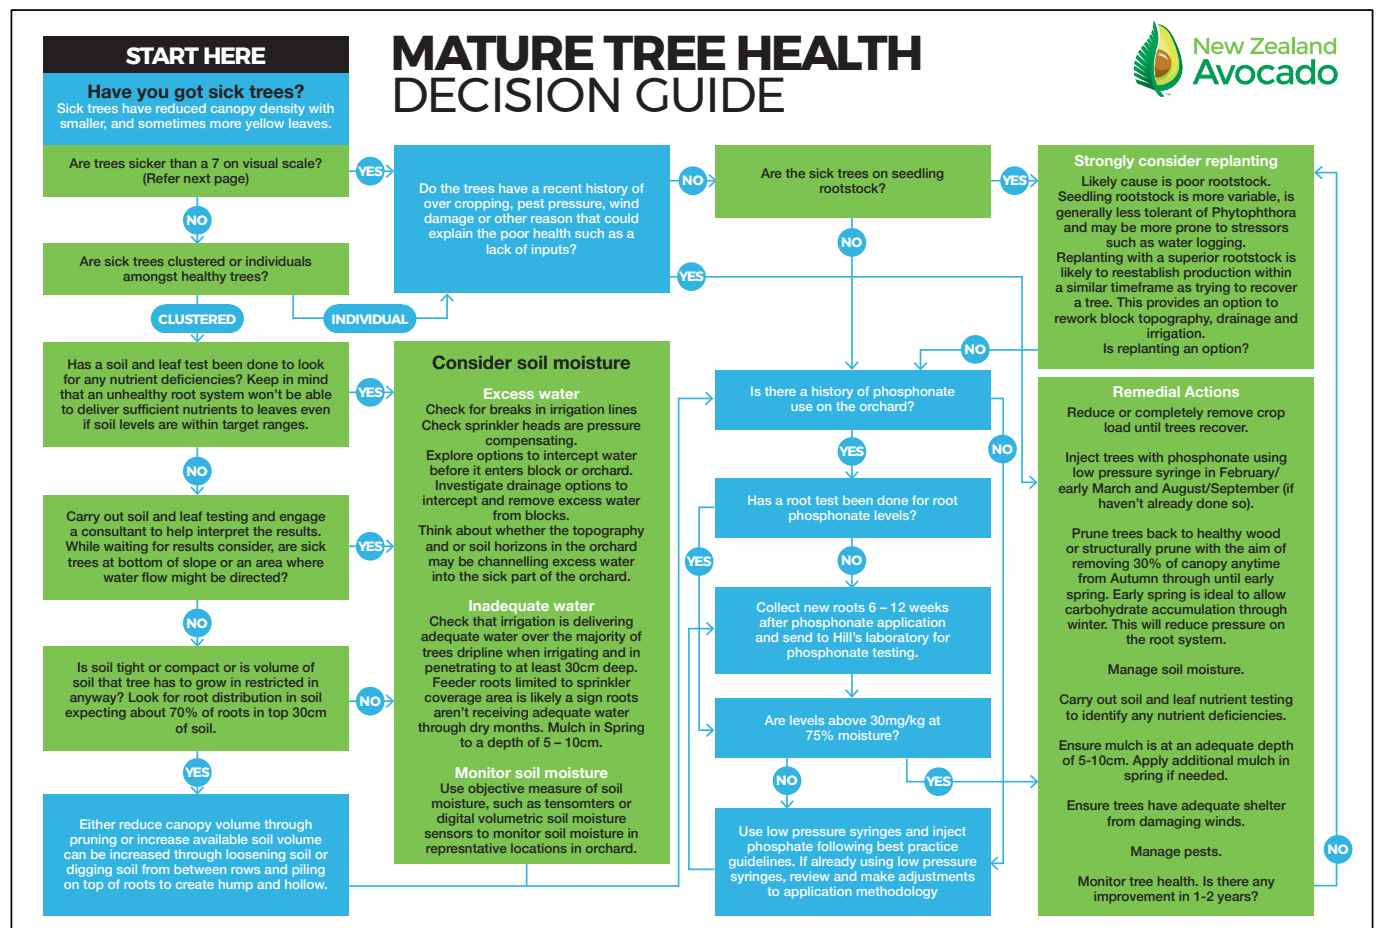 START HERE
Have you got sick trees?
Sick trees have reduced canopy density with
smaller, and sometimes more yellow leaves.
MATURE TREE HEALTH
DECISION GUIDE
New Zealand
Avocado
TM
Are trees sicker than a 7 on visual scale?
(Refer next page)
YES
NO
Are sick trees clustered or individuals
amongst healthy trees?
CLUSTERED
INDIVIDUAL
Has a soil and leaf test been done to look
for any nutrient deficiencies? Keep in mind
that an unhealthy root system won't be able
to deliver sufficient nutrients to leaves even
if soil levels are within target ranges.
YES
NO
Carry out soil and leaf testing and engage
a consultant to help interpret the results.
While waiting for results consider, are sick
trees at bottom of slope or an area where
water flow might be directed?
YES
NO
Is soil tight or compact or is volume of
soil that tree has to grow in restricted in
anyway? Look for root distribution in soil
expecting about 70% of roots in top 30cm
of soil.
NO
YES
Either reduce canopy volume through
pruning or increase available soil volume
can be increased through loosening soil or
digging soil from between rows and piling
on top of roots to create hump and hollow.
Do the trees have a recent history of
over cropping, pest pressure, wind
damage or other reason that could
explain the poor health such as a
lack of inputs?
NO
YES
Consider soil moisture
Excess water
Check for breaks in irrigation lines
Check sprinkler heads are pressure
compensating.
Explore options to intercept water
before it enters block or orchard.
Investigate drainage options to
intercept and remove excess water
from blocks.
Think about whether the topography
and or soil horizons in the orchard
may be channelling excess water
into the sick part of the orchard.
Inadequate water
Check that irrigation is delivering
adequate water over the majority of
trees dripline when irrigating and in
penetrating to at least 30cm deep.
Feeder roots limited to sprinkler
coverage area is likely a sign roots
aren't receiving adequate water
through dry months. Mulch in Spring
to a depth of 5 – 10cm.
Monitor soil moisture
Use objective measure of soil
moisture, such as tensomters or
digital volumetric soil moisture
sensors to monitor soil moisture in
represntative locations in orchard.
Are the sick trees on seedling
rootstock?
YES
NO
Is there a history of phosphonate
use on the orchard?
YES
NO
Has a root test been done for root
phosphonate levels?
YES
NO
Collect new roots 6 – 12 weeks
after phosphonate application
and send to Hill's laboratory for
phosphonate testing.
Are levels above 30mg/kg at
75% moisture?
NO
YES
Use low pressure syringes and inject
phosphate following best practice
guidelines. If already using low pressure
syringes, review and make adjustments
to application methodology
Strongly consider replanting
Likely cause is poor rootstock.
Seedling rootstock is more variable, is
generally less tolerant of Phytophthora
and may be more prone to stressors
such as water logging.
Replanting with a superior rootstock is
likely to reestablish production within
a similar timeframe as trying to recover
a tree. This provides an option to
rework block topography, drainage and
irrigation.
Is replanting an option?
NO
Remedial Actions
Reduce or completely remove crop
load until trees recover.
Inject trees with phosphonate using
low pressure syringe in February/
early March and August/September (if
haven't already done so).
Prune trees back to healthy wood
or structurally prune with the aim of
removing 30% of canopy anytime
from Autumn through until early
spring. Early spring is ideal to allow
carbohydrate accumulation through
winter. This will reduce pressure on
the root system.
Manage soil moisture.
Carry out soil and leaf nutrient testing
to identify any nutrient deficiencies.
Ensure mulch is at an adequate depth
of 5-10cm. Apply additional mulch in
spring if needed.
Ensure trees have adequate shelter
from damaging winds.
Manage pests.
Monitor tree health. Is there any
improvement in 1-2 years?
NO